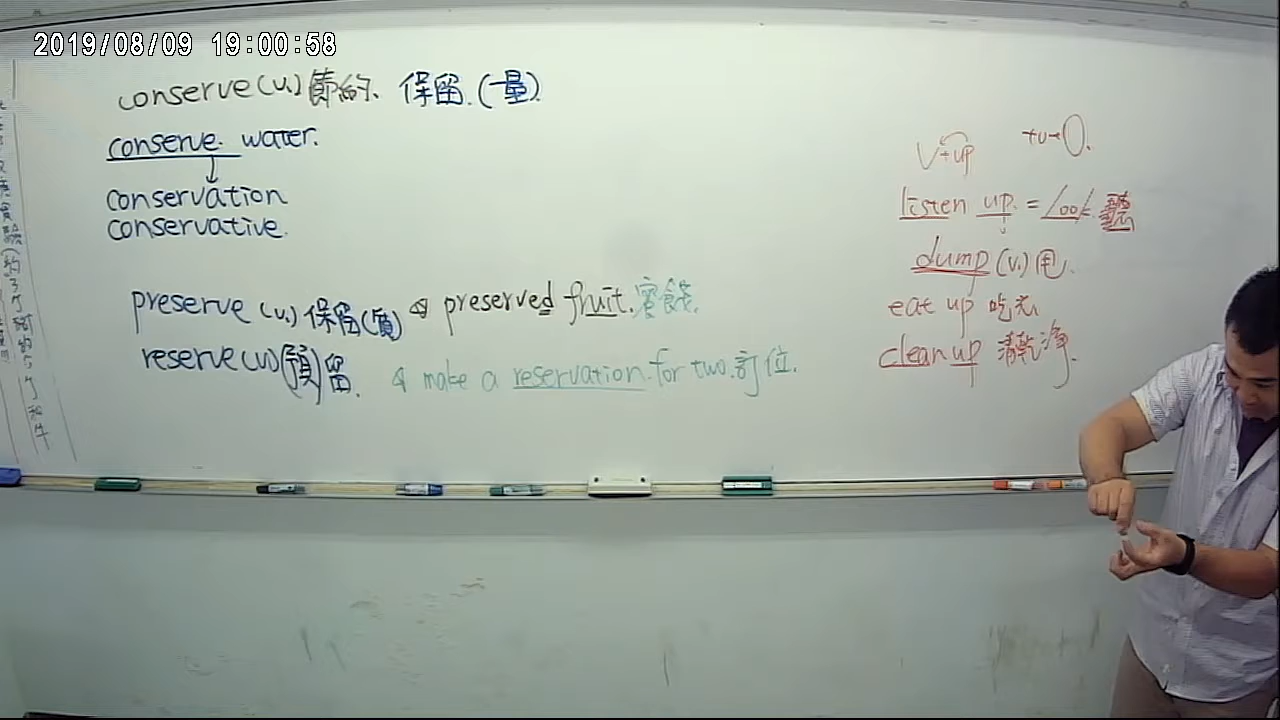 2019/08/09 19:00:58
conserve (v.) 節約、保留.(量).
conserve water.
↓
conservation
conservative.
preserve (v.) 保留(質) preserved fruit. 蜜餞.
reserve (v.) (預)留. make a reservation for two. 訂位.
V+up
listen up. = 100% 聽
dump (v.) 甩.
eat up 吃光
clean up 清乾淨.